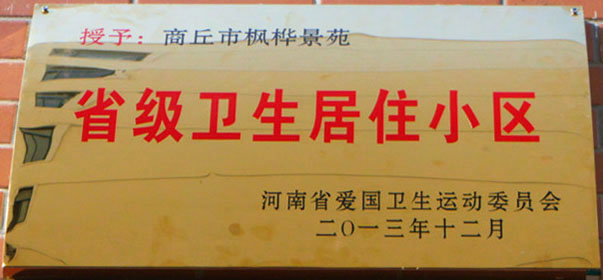 授予：商丘市枫桦景苑
省级卫生居住小区
河南省爱国卫生运动委员会
二〇一三年十二月